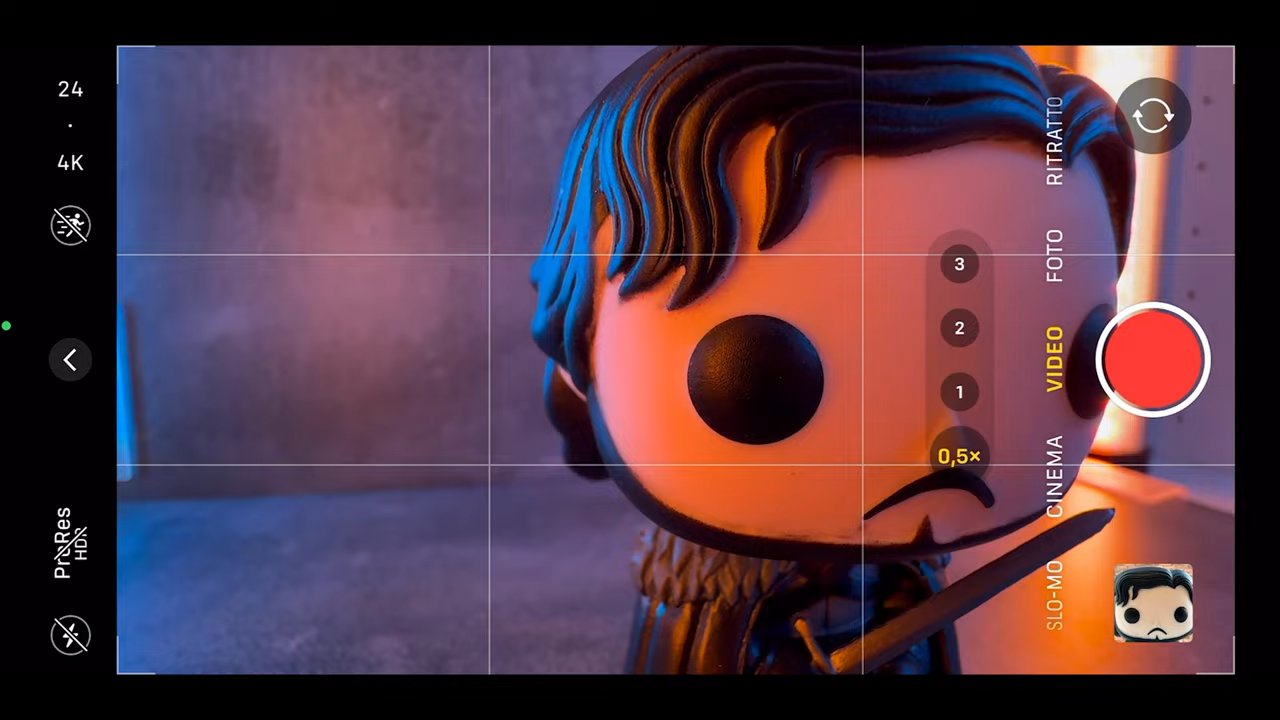 24
·
4K
ProRes
HDR
3
2
1
0,5×
RITRATTO
FOTO
VIDEO
CINEMA
SLO-MO